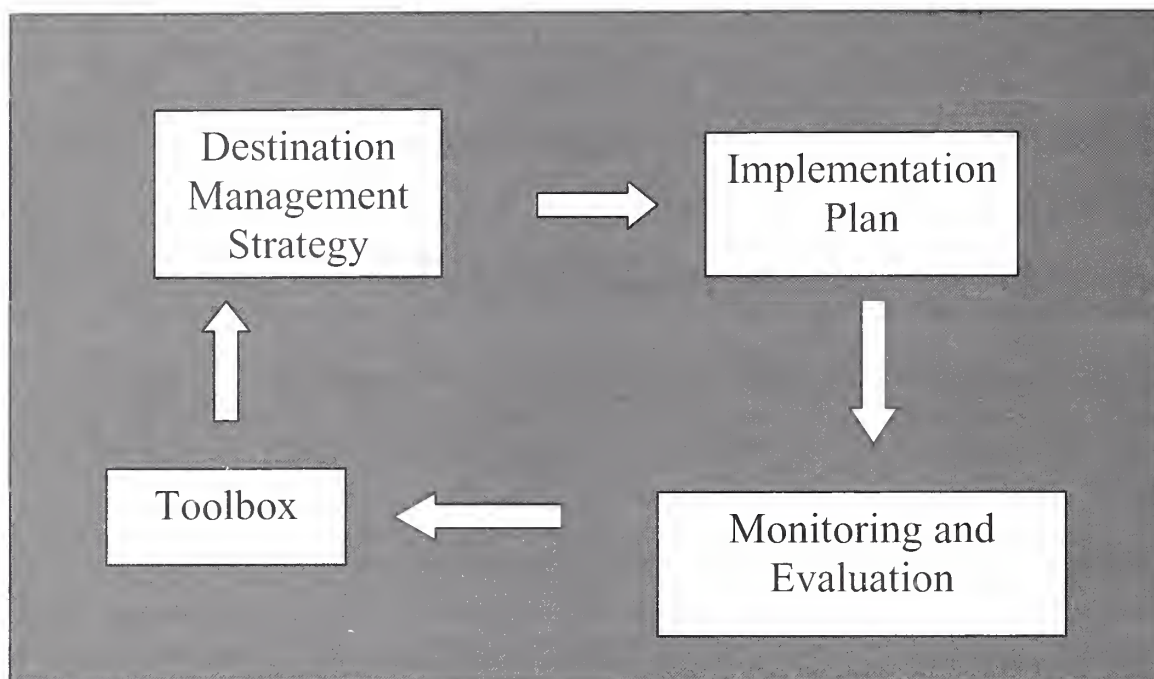 Destination
Management
Strategy
Implementation
Plan
Toolbox
Monitoring and
Evaluation